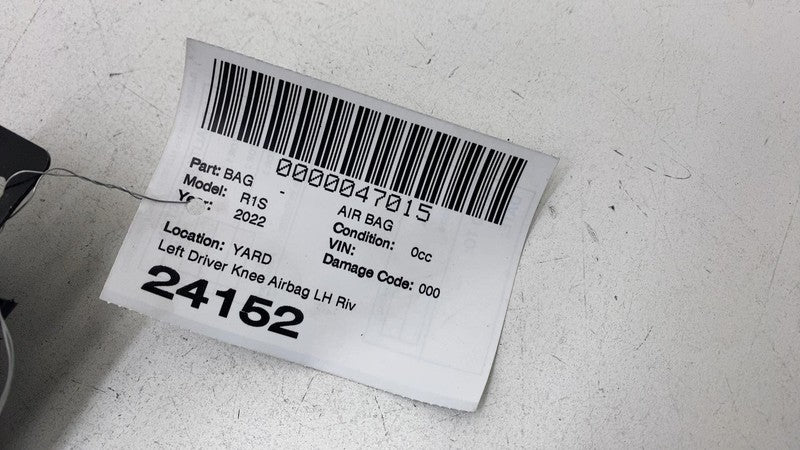 0000047015
Part: BAG - AIR BAG
Model: R1S Condition: 0cc
Year: 2022 VIN:
Damage Code: 000
Location: YARD
Left Driver Knee Airbag LH Riv
24152